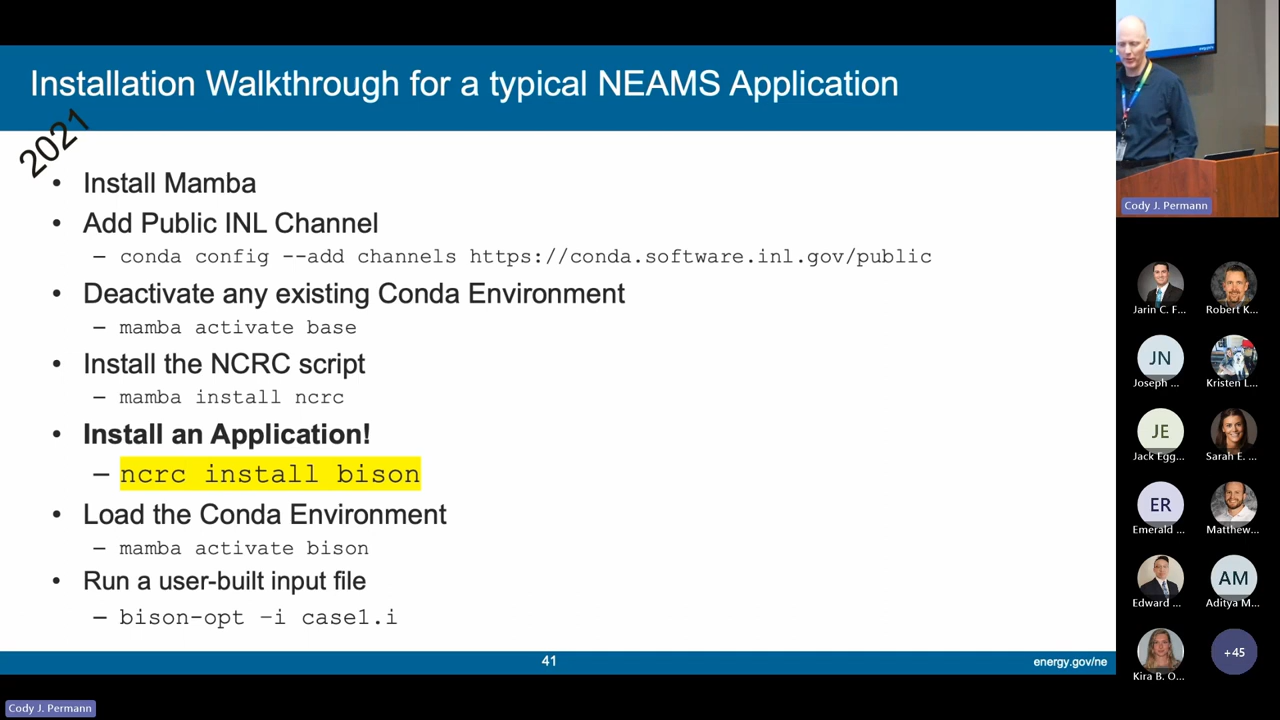 Installation Walkthrough for a typical NEAMS Application
2021
• Install Mamba
• Add Public INL Channel
– conda config --add channels https://conda.software.inl.gov/public
• Deactivate any existing Conda Environment
– mamba activate base
• Install the NCRC script
– mamba install ncrc
• Install an Application!
– ncrc install bison
• Load the Conda Environment
– mamba activate bison
• Run a user-built input file
– bison-opt –i case1.i
41
energy.gov/ne
Cody J. Permann
Cody J. Permann
Jarin C. F...
Robert K...
JN
Joseph ...
Kristen L...
JE
Jack Egg...
Sarah E. ...
ER
Emerald ...
Matthew...
Edward ...
AM
Aditya M...
Kira B. O...
+45